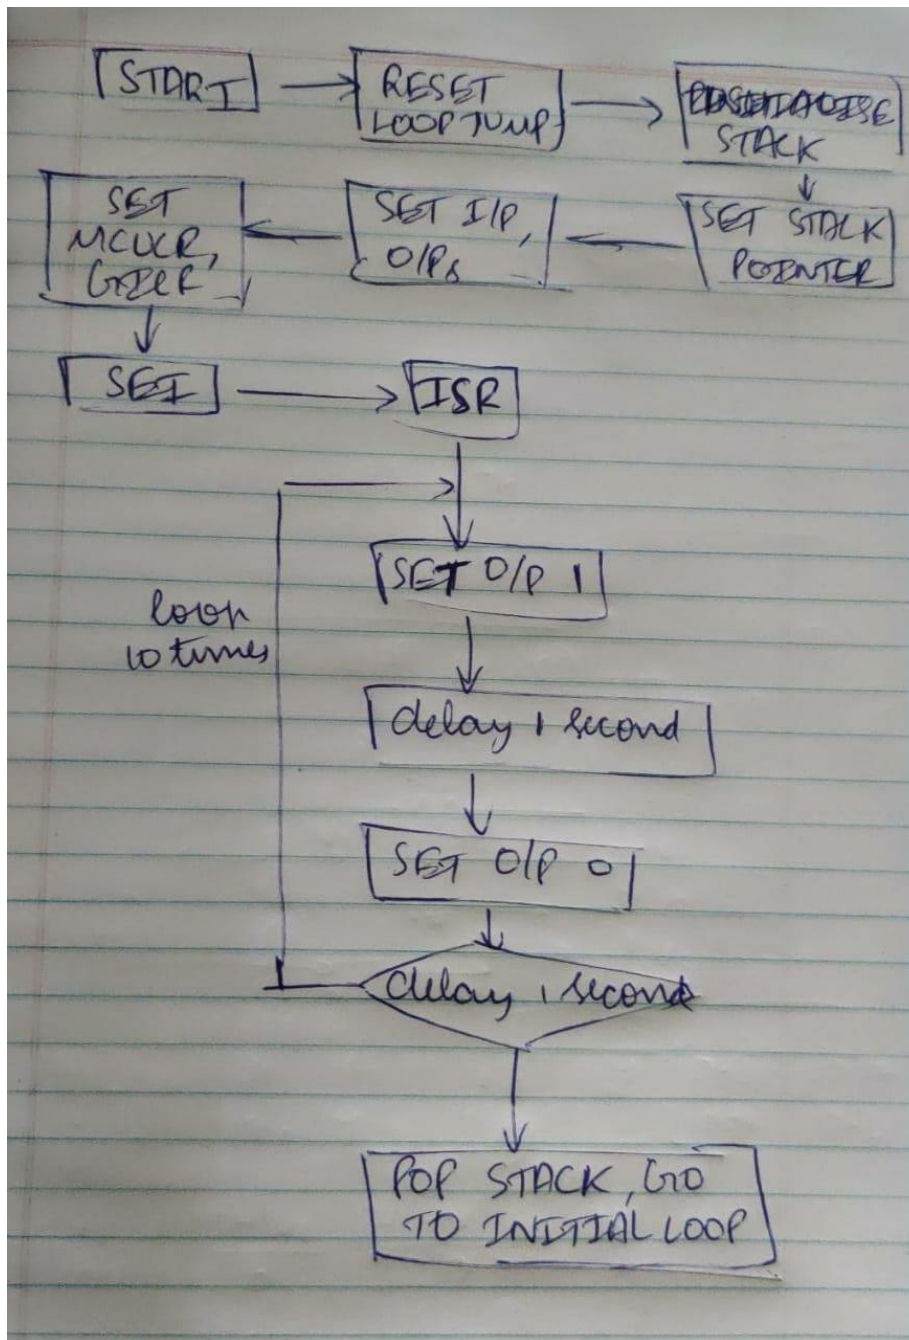 START
RESET
LOOP JUMP
STACK
SET STACK
POINTER
SET I/P,
O/Ps
SET
MCUCR,
GICR
SEI
ISR
SET O/P 1
loop
10 times
delay 1 second
SET O/P 0
delay 1 second
POP STACK, GO
TO INITIAL LOOP